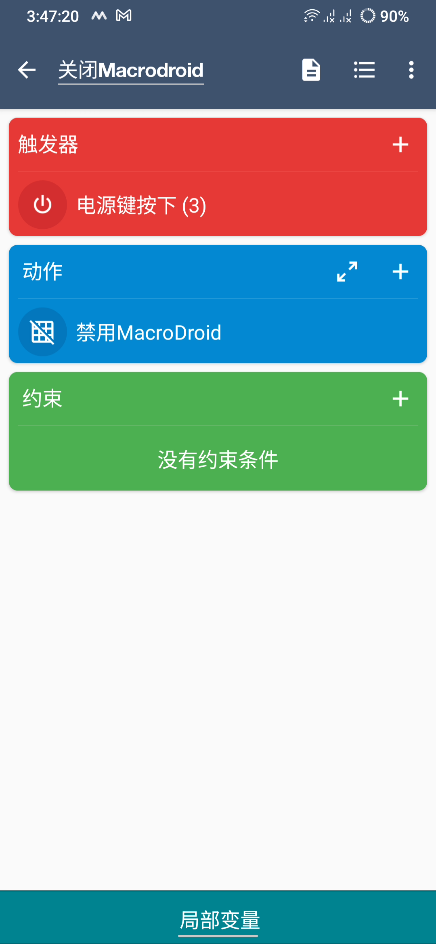 3:47:20
90%
关闭Macrodroid
触发器
电源键按下 (3)
动作
禁用MacroDroid
约束
没有约束条件
局部变量